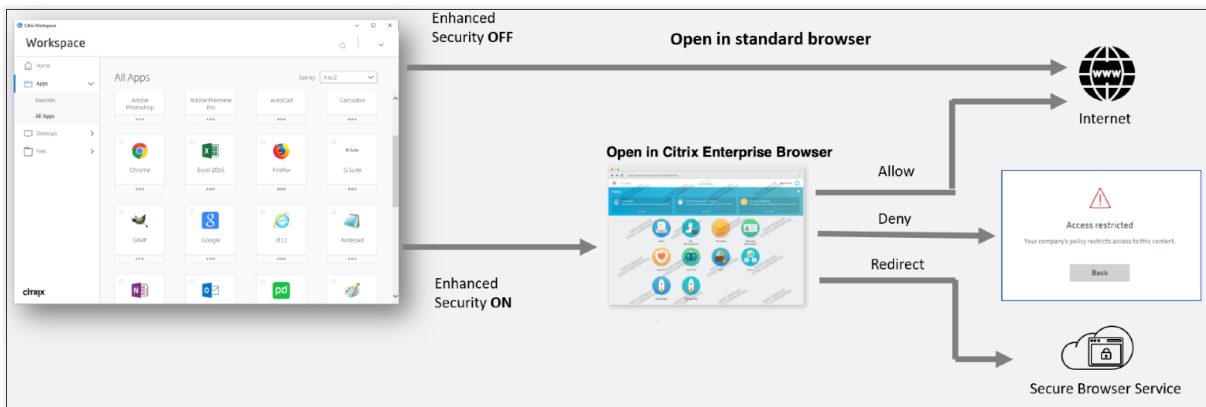 Citrix Workspace
Workspace
Home
Apps
Favorites
All Apps
Desktops
Files
CİTRIX
All Apps
Sort by: A to Z
Adobe Photoshop
Adobe Premiere Pro
AutoCad
Calculator
Chrome
Excel 2016
Firefox
G Suite
G Suite
GIMP
Google
IE11
Notepad
Enhanced
Security OFF
Open in standard browser
Internet
Open in Citrix Enterprise Browser
Allow
Deny
Redirect
Enhanced
Security ON
Access restricted
Your company's policy restricts access to this content.
Back
Secure Browser Service